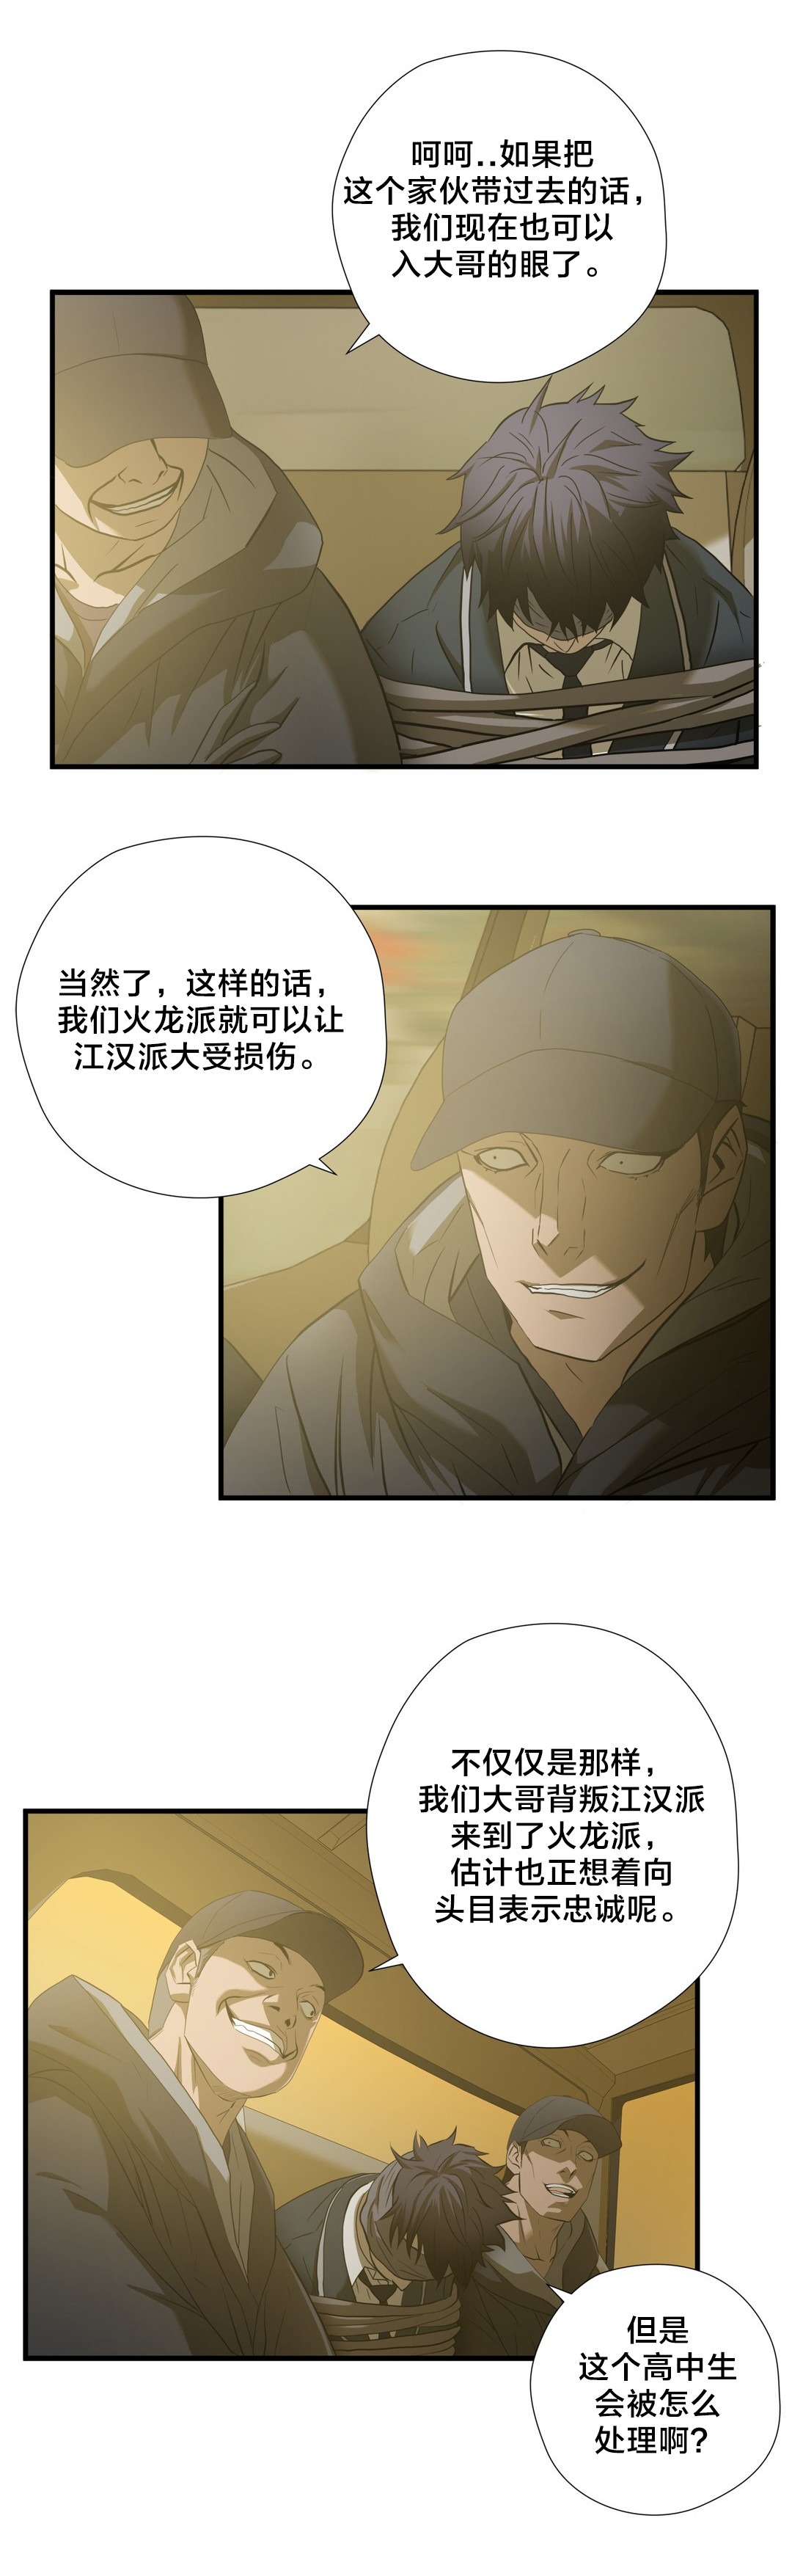 呵呵..如果把
这个家伙带过去的话，
我们现在也可以
入大哥的眼了。
当然了，这样的话，
我们火龙派就可以让
江汉派大受损伤。
不仅仅是那样，
我们大哥背叛江汉派
来到了火龙派，
估计也正想着向
头目表示忠诚呢。
但是
这个高中生
会被怎么
处理啊？